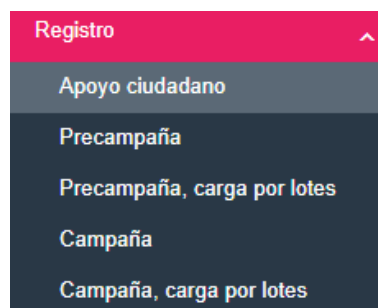 Registro
Apoyo ciudadano
Precampaña
Precampaña, carga por lotes
Campaña
Campaña, carga por lotes